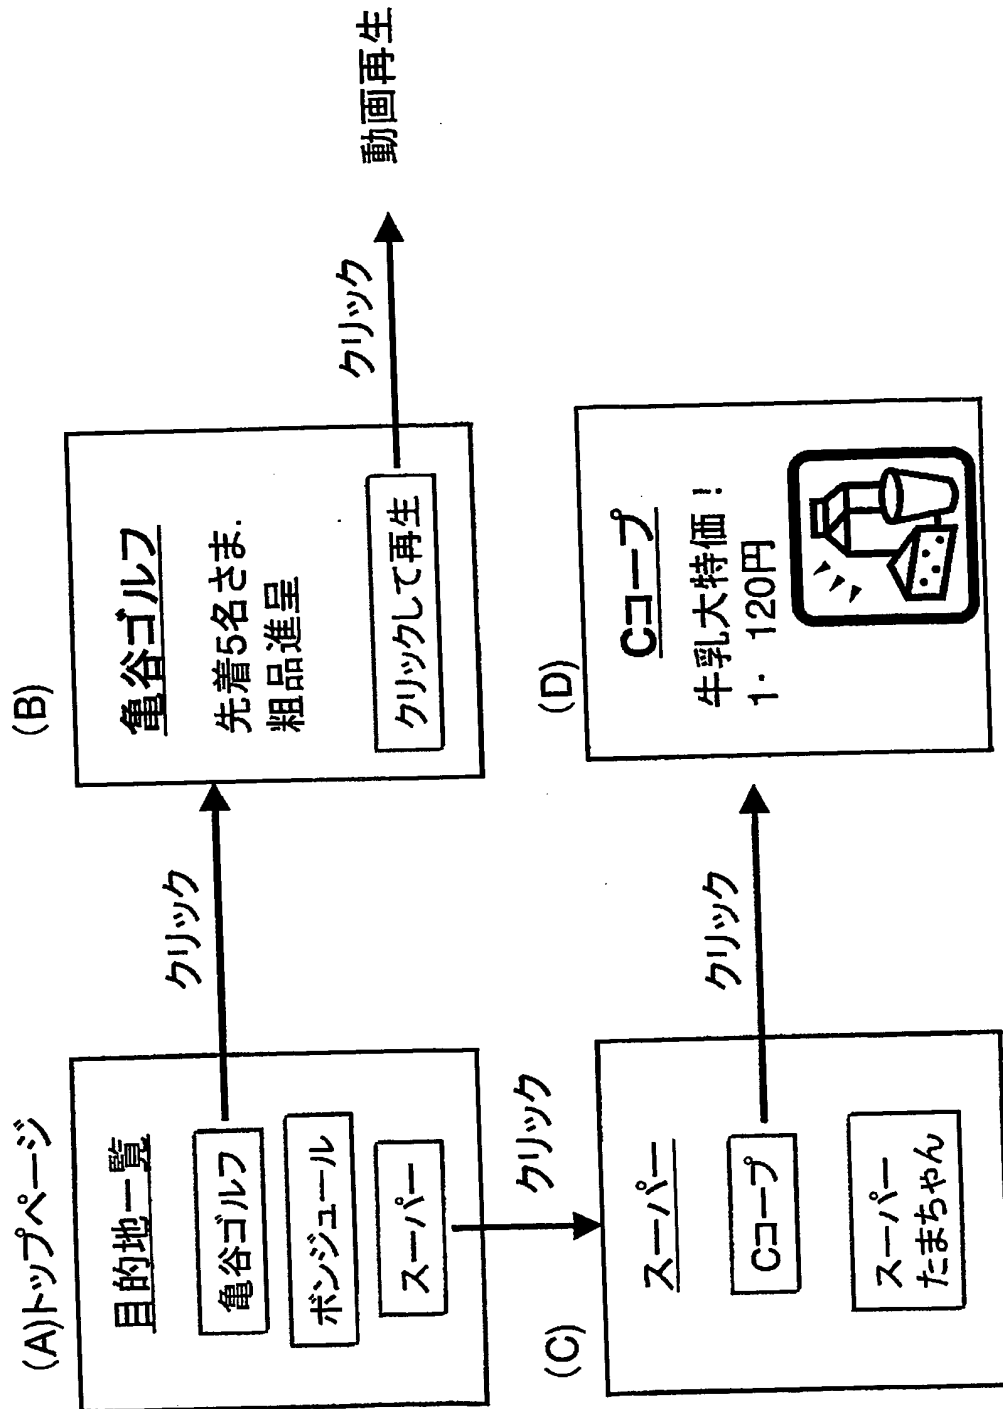 (A)トップページ
目的地一覧
亀谷ゴルフ
ボンジュール
スーパー
クリック
(B)
亀谷ゴルフ
先着5名さま.
粗品進呈
クリックして再生
クリック
動画再生
クリック
(C)
スーパー
Cコープ
スーパー
たまちゃん
クリック
(D)
Cコープ
牛乳大特価！
1・ 120円